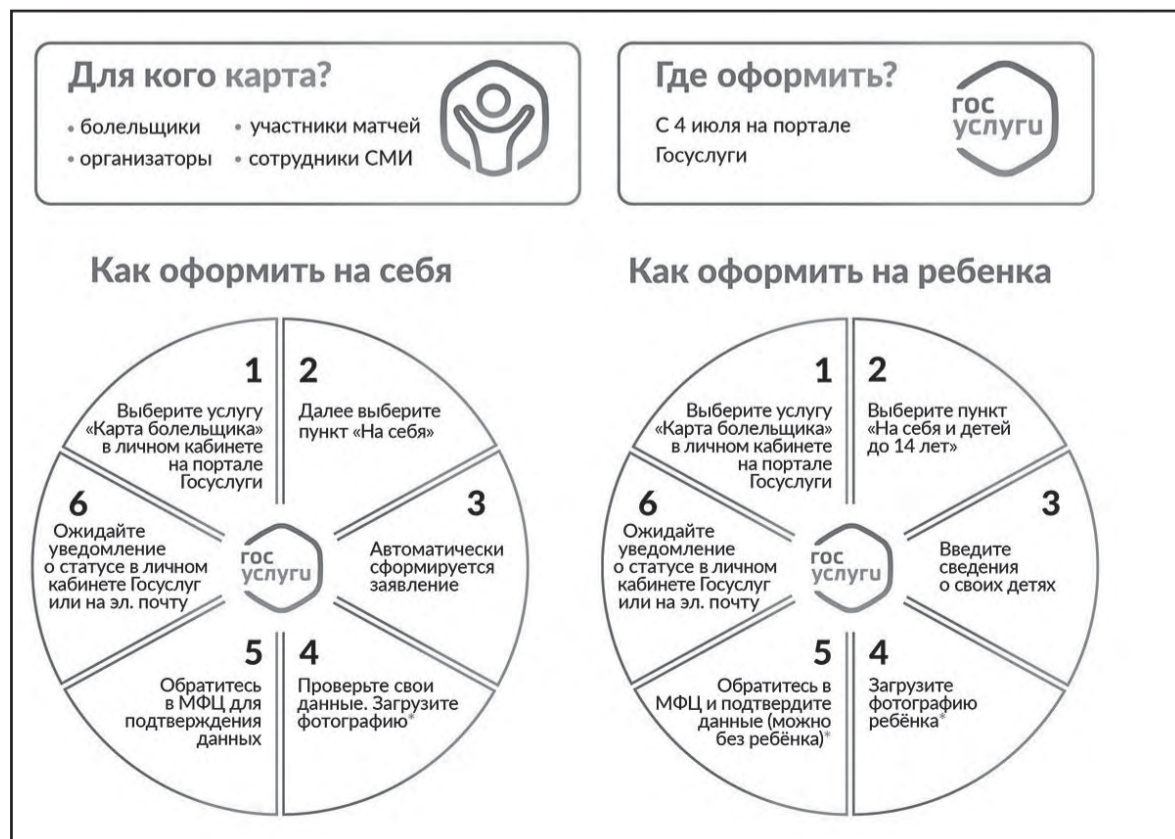 Для кого карта?
• болельщики
• организаторы
• участники матчей
• сотрудники СМИ
Где оформить?
С 4 июля на портале
Госуслуги
гос
услуги
Как оформить на себя
1
Выберите услугу
«Карта болельщика»
в личном кабинете
на портале
Госуслуги
2
Далее выберите
пункт «На себя»
3
Автоматически
сформируется
заявление
4
Проверьте свои
данные. Загрузите
фотографию*
5
Обратитесь
в МФЦ для
подтверждения
данных
6
Ожидайте
уведомление
о статусе в личном
кабинете Госуслуг
или на эл. почту
гос
услуги
Как оформить на ребенка
1
Выберите услугу
«Карта болельщика»
в личном кабинете
на портале
Госуслуги
2
Выберите пункт
«На себя и детей
до 14 лет»
3
Введите
сведения
о своих детях
4
Загрузите
фотографию
ребёнка*
5
Обратитесь в
МФЦ и подтвердите
данные (можно
без ребёнка)*
6
Ожидайте
уведомление
о статусе в личном
кабинете Госуслуг
или на эл. почту
гос
услуги